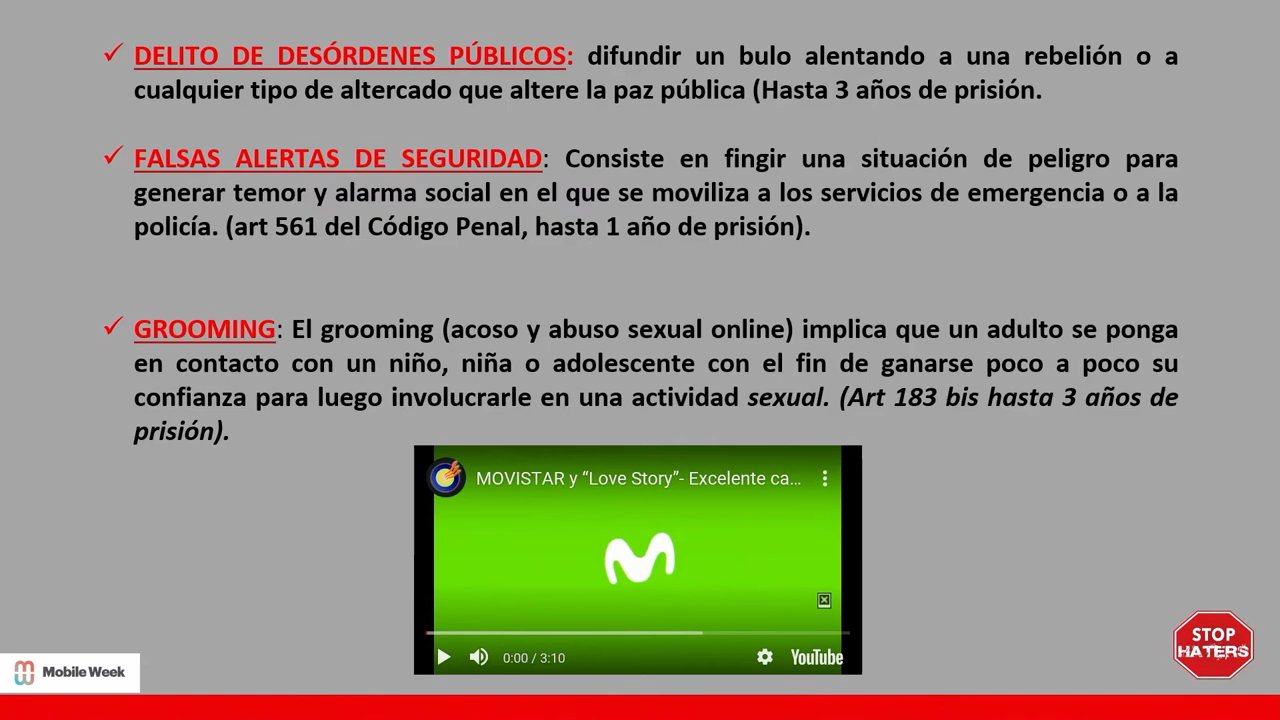 DELITO DE DESÓRDENES PÚBLICOS: difundir un bulo alentando a una rebelión o a
cualquier tipo de altercado que altere la paz pública (Hasta 3 años de prisión.
FALSAS ALERTAS DE SEGURIDAD: Consiste en fingir una situación de peligro para
generar temor y alarma social en el que se moviliza a los servicios de emergencia o a la
policía. (art 561 del Código Penal, hasta 1 año de prisión).
GROOMING: El grooming (acoso y abuso sexual online) implica que un adulto se ponga
en contacto con un niño, niña o adolescente con el fin de ganarse poco a poco su
confianza para luego involucrarle en una actividad sexual. (Art 183 bis hasta 3 años de
prisión).
MOVISTAR y “Love Story”- Excelente ca...
0:00 / 3:10
YouTube
Mobile Week
STOP
HATERS